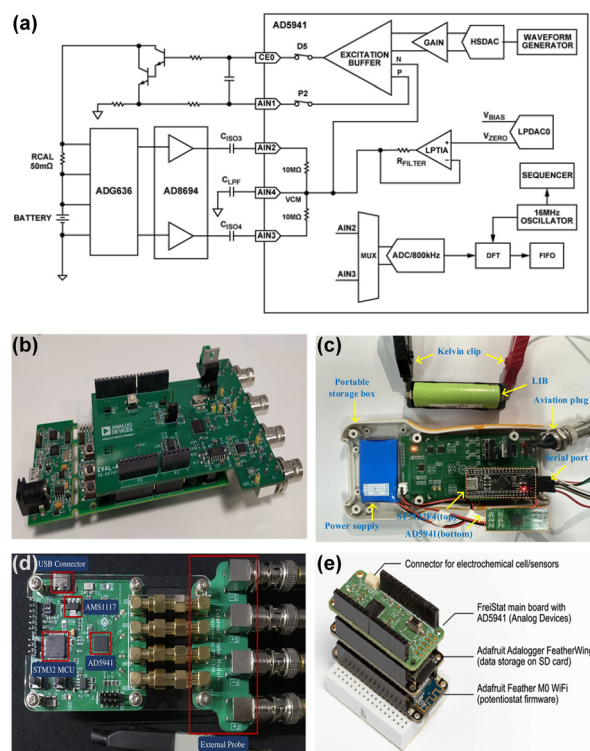 (a)
AD5941
EXCITATION
BUFFER
GAIN
HSDAC
WAVEFORM
GENERATOR
CE0
D5
N
P
AIN1
P2
RCAL
50mΩ
BATTERY
ADG636
AD8694
CISO3
AIN2
10MΩ
CLPF
AIN4
VCM
10MΩ
CISO4
AIN3
RFILTER
LPTIA
+
−
VBIAS
VZERO
LPDAC0
SEQUENCER
16MHz
OSCILLATOR
AIN2
AIN3
MUX
ADC/800kHz
DFT
FIFO
(b)
ANALOG
DEVICES
(c)
Kelvin clip
Portable
storage box
LIB
Aviation plug
Serial port
Power supply
STM32F4(top)
AD5941(bottom)
(d)
USB Connector
AMS1117
STM32 MCU
AD5941
External Probe
(e)
Connector for electrochemical cell/sensors
FreiStat main board with
AD5941 (Analog Devices)
Adafruit Adalogger FeatherWing
(data storage on SD card)
Adafruit Feather M0 WiFi
(potentiostat firmware)